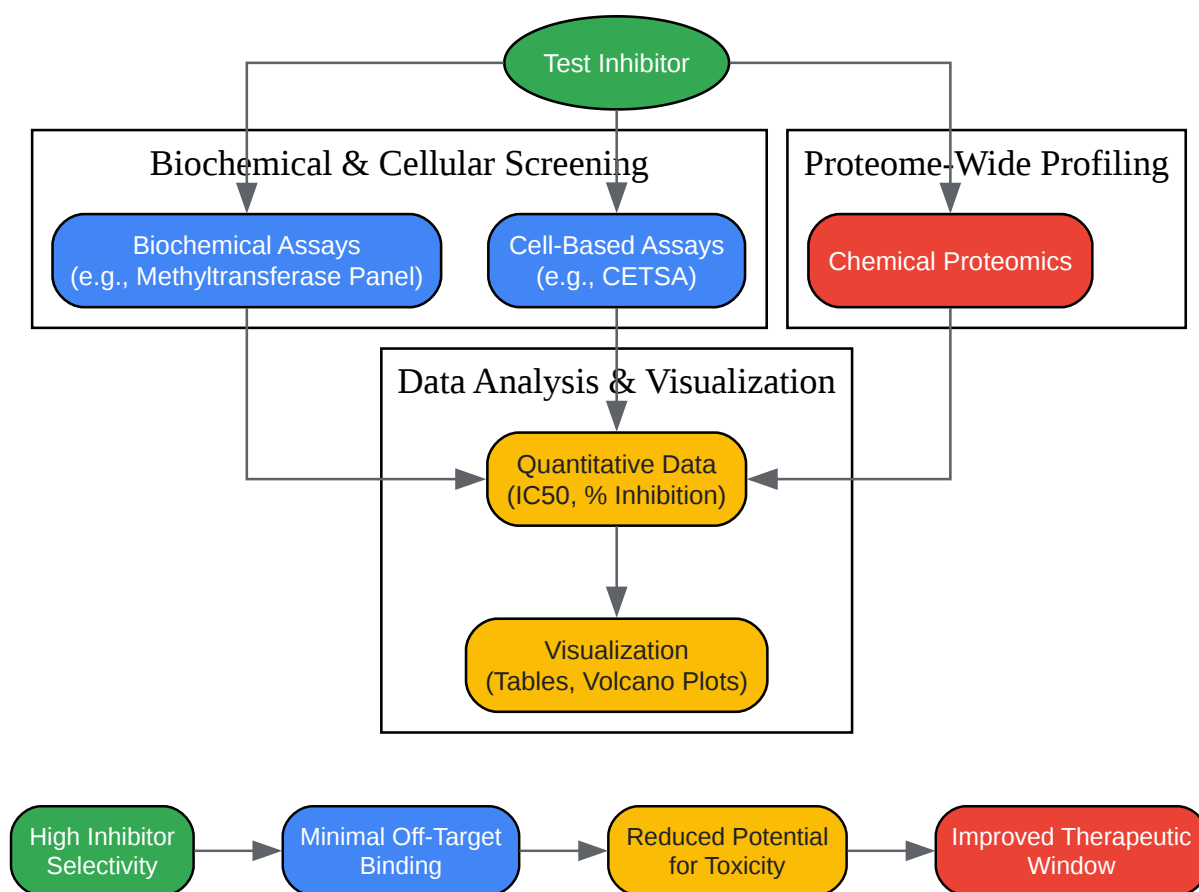 Test Inhibitor
Biochemical & Cellular Screening
Proteome-Wide Profiling
Biochemical Assays
(e.g., Methyltransferase Panel)
Cell-Based Assays
(e.g., CETSA)
Chemical Proteomics
Data Analysis & Visualization
Quantitative Data
(IC50, % Inhibition)
Visualization
(Tables, Volcano Plots)
High Inhibitor
Selectivity
Minimal Off-Target
Binding
Reduced Potential
for Toxicity
Improved Therapeutic
Window